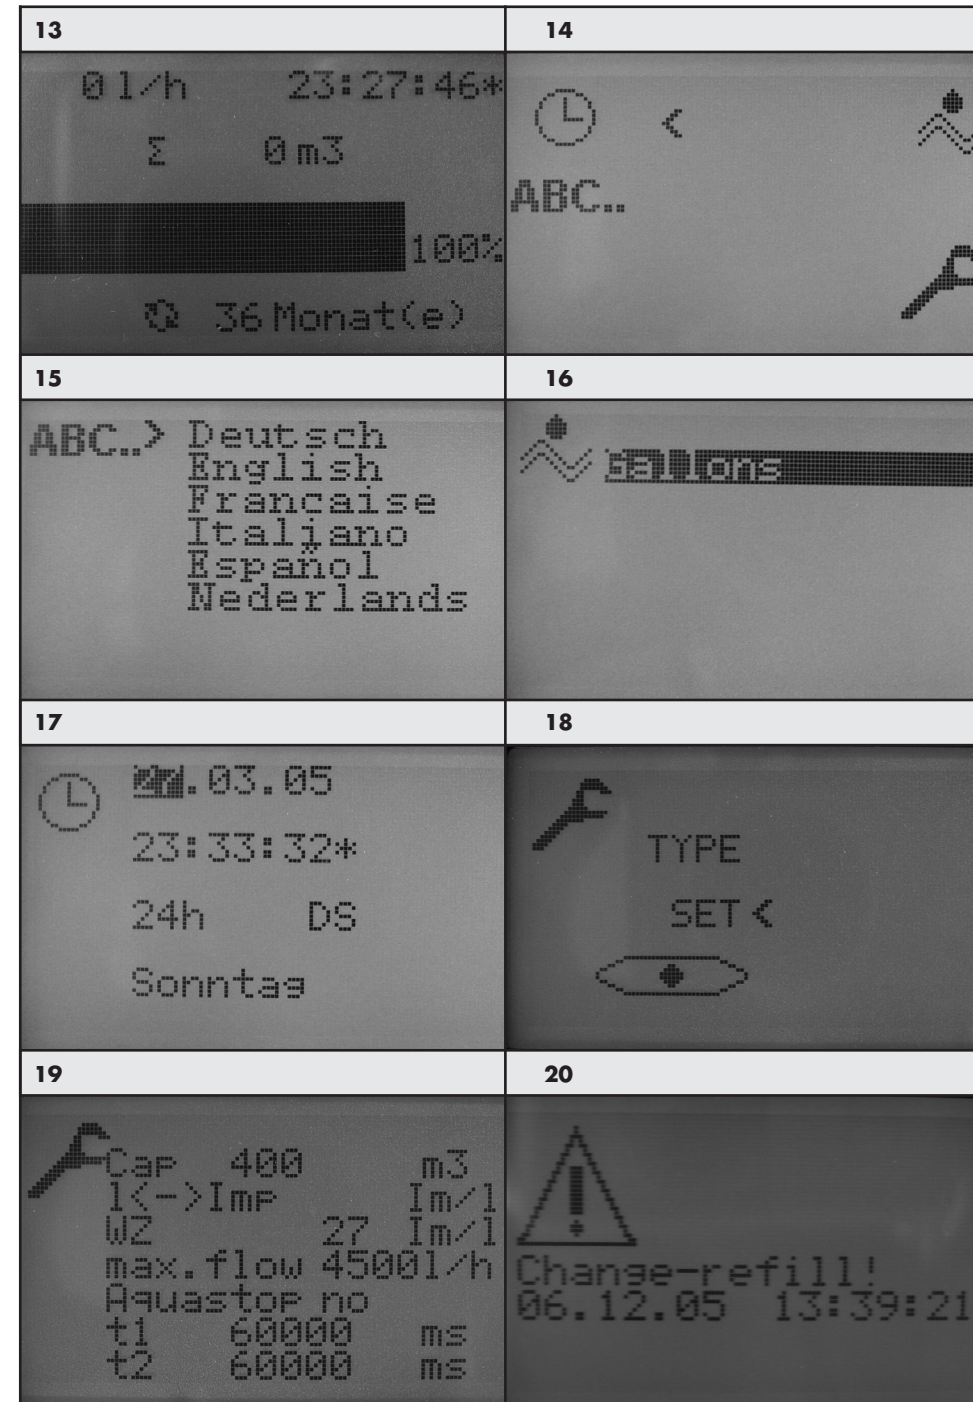 13
0 l/h 23:27:46*
Σ 0 m3
100%
36 Monat(e)
14
<
ABC..
15
ABC..> Deutsch
English
Francaise
Italiano
Español
Nederlands
16
Gallons
17
27.03.05
23:33:32*
24h DS
Sonntag
18
TYPE
SET <
19
Cap 400 m3
l<->Imp Im/l
WZ 27 Im/l
max.flow 4500l/h
Aquastop no
t1 60000 ms
t2 60000 ms
20
Change-refill!
06.12.05 13:39:21